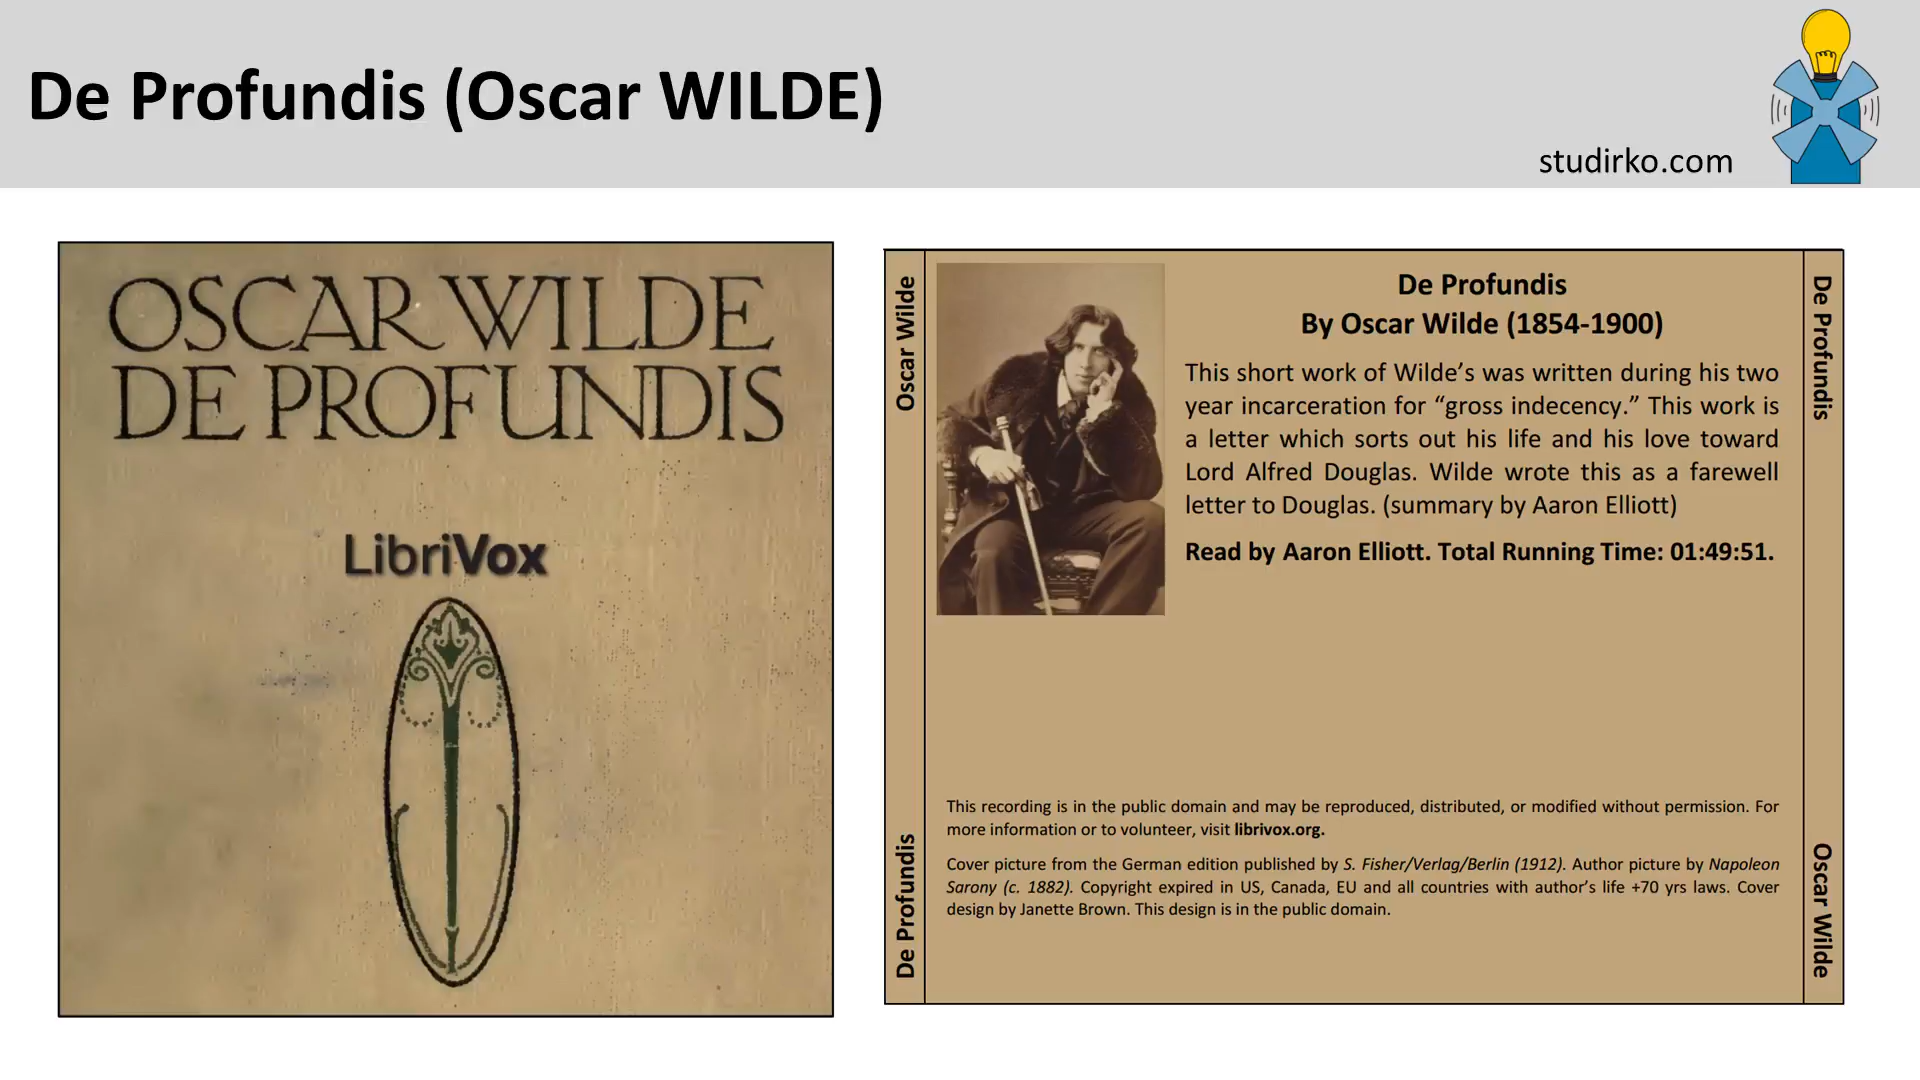 De Profundis (Oscar WILDE)
studirko.com
OSCAR WILDE
DE PROFUNDIS
LibriVox
Oscar Wilde
De Profundis
De Profundis
By Oscar Wilde (1854-1900)
This short work of Wilde’s was written during his two
year incarceration for “gross indecency.” This work is
a letter which sorts out his life and his love toward
Lord Alfred Douglas. Wilde wrote this as a farewell
letter to Douglas. (summary by Aaron Elliott)
Read by Aaron Elliott. Total Running Time: 01:49:51.
This recording is in the public domain and may be reproduced, distributed, or modified without permission. For
more information or to volunteer, visit librivox.org.
Cover picture from the German edition published by S. Fisher/Verlag/Berlin (1912). Author picture by Napoleon
Sarony (c. 1882). Copyright expired in US, Canada, EU and all countries with author’s life +70 yrs laws. Cover
design by Janette Brown. This design is in the public domain.
De Profundis
Oscar Wilde